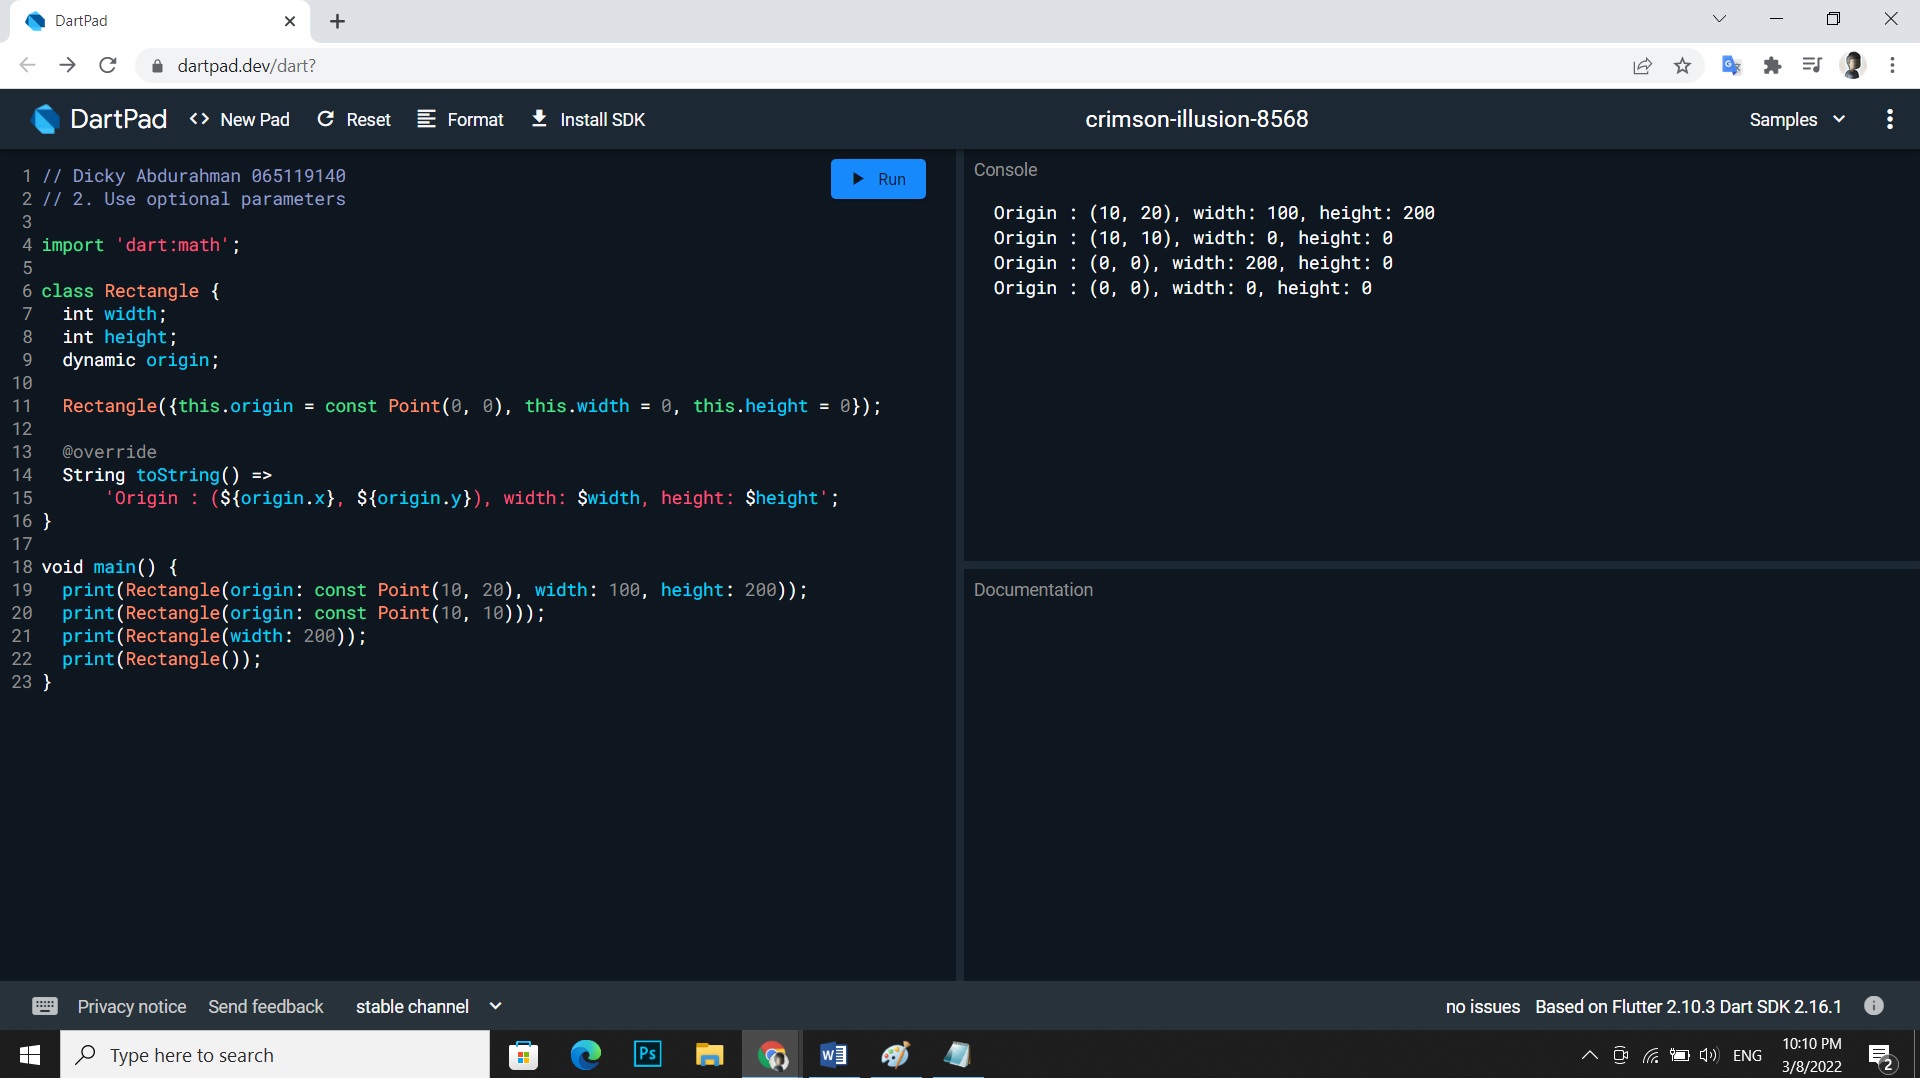 DartPad
dartpad.dev/dart?
DartPad
<> New Pad
Reset
Format
Install SDK
crimson-illusion-8568
Samples
1 // Dicky Abdurahman 065119140
2 // 2. Use optional parameters
3
4 import 'dart:math';
5
6 class Rectangle {
7   int width;
8   int height;
9   dynamic origin;
10
11   Rectangle({this.origin = const Point(0, 0), this.width = 0, this.height = 0});
12
13   @override
14   String toString() =>
15       'Origin : (${origin.x}, ${origin.y}), width: $width, height: $height';
16 }
17
18 void main() {
19   print(Rectangle(origin: const Point(10, 20), width: 100, height: 200));
20   print(Rectangle(origin: const Point(10, 10)));
21   print(Rectangle(width: 200));
22   print(Rectangle());
23 }
Run
Console
Origin : (10, 20), width: 100, height: 200
Origin : (10, 10), width: 0, height: 0
Origin : (0, 0), width: 200, height: 0
Origin : (0, 0), width: 0, height: 0
Documentation
Privacy notice
Send feedback
stable channel
no issues
Based on Flutter 2.10.3 Dart SDK 2.16.1
Type here to search
Ps
ENG
10:10 PM
3/8/2022
2